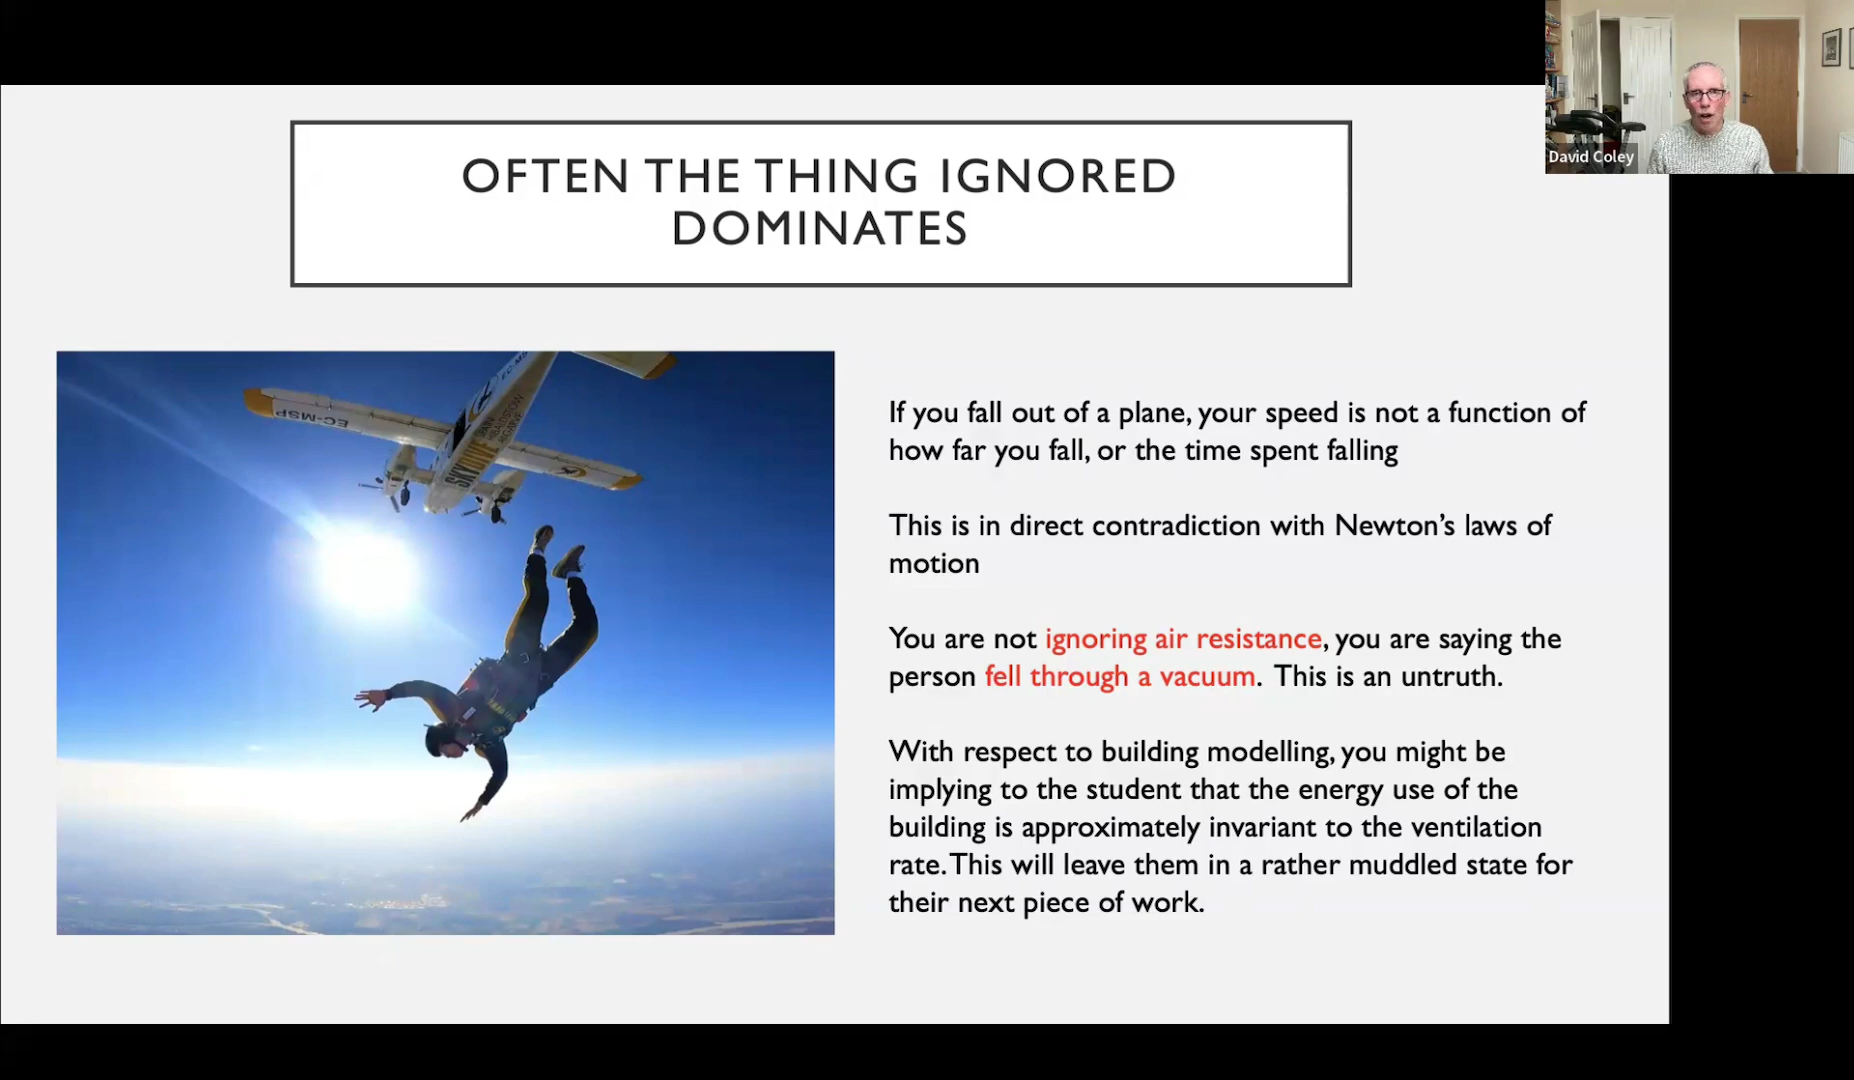 David Coley
OFTEN THE THING IGNORED
DOMINATES
EC-MSP
SKYDIVE
If you fall out of a plane, your speed is not a function of
how far you fall, or the time spent falling
This is in direct contradiction with Newton’s laws of
motion
You are not ignoring air resistance, you are saying the
person fell through a vacuum. This is an untruth.
With respect to building modelling, you might be
implying to the student that the energy use of the
building is approximately invariant to the ventilation
rate. This will leave them in a rather muddled state for
their next piece of work.